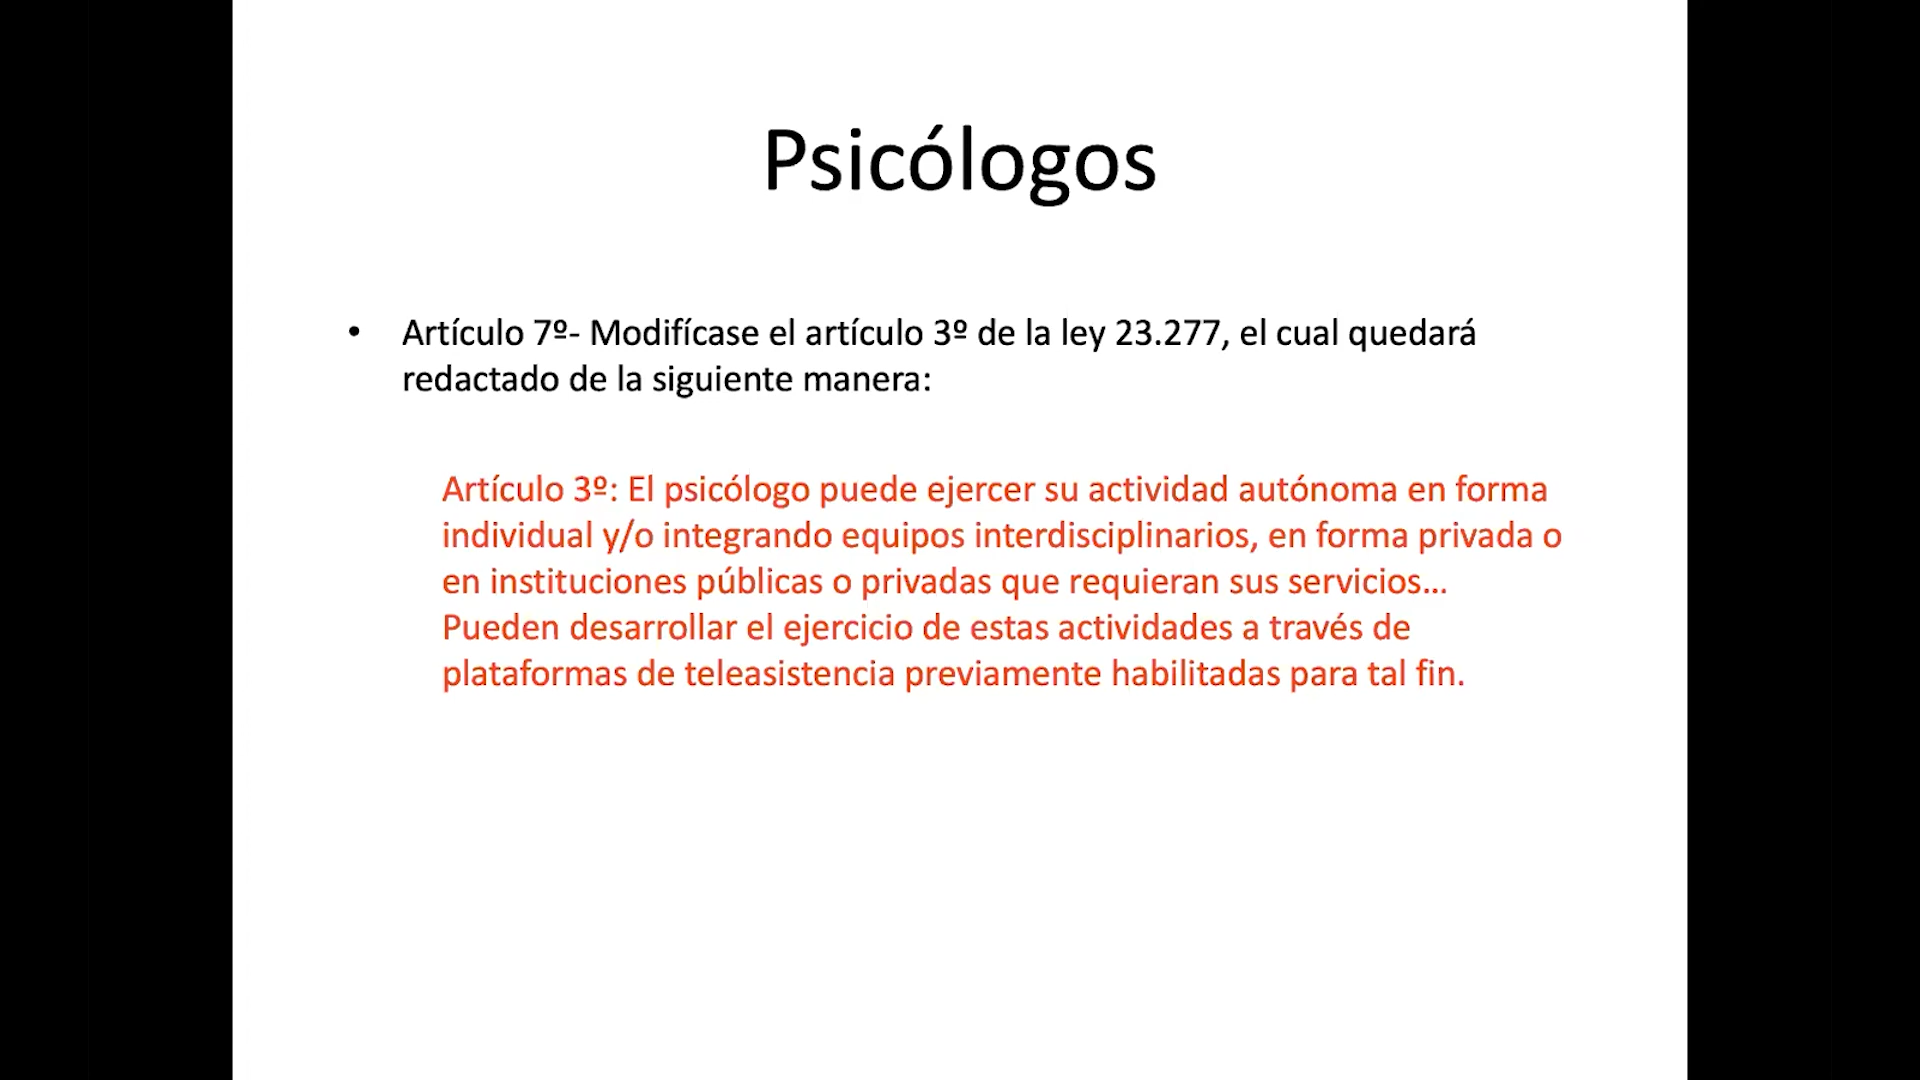 Psicólogos
• Artículo 7º- Modifícase el artículo 3º de la ley 23.277, el cual quedará
redactado de la siguiente manera:
Artículo 3º: El psicólogo puede ejercer su actividad autónoma en forma
individual y/o integrando equipos interdisciplinarios, en forma privada o
en instituciones públicas o privadas que requieran sus servicios...
Pueden desarrollar el ejercicio de estas actividades a través de
plataformas de teleasistencia previamente habilitadas para tal fin.